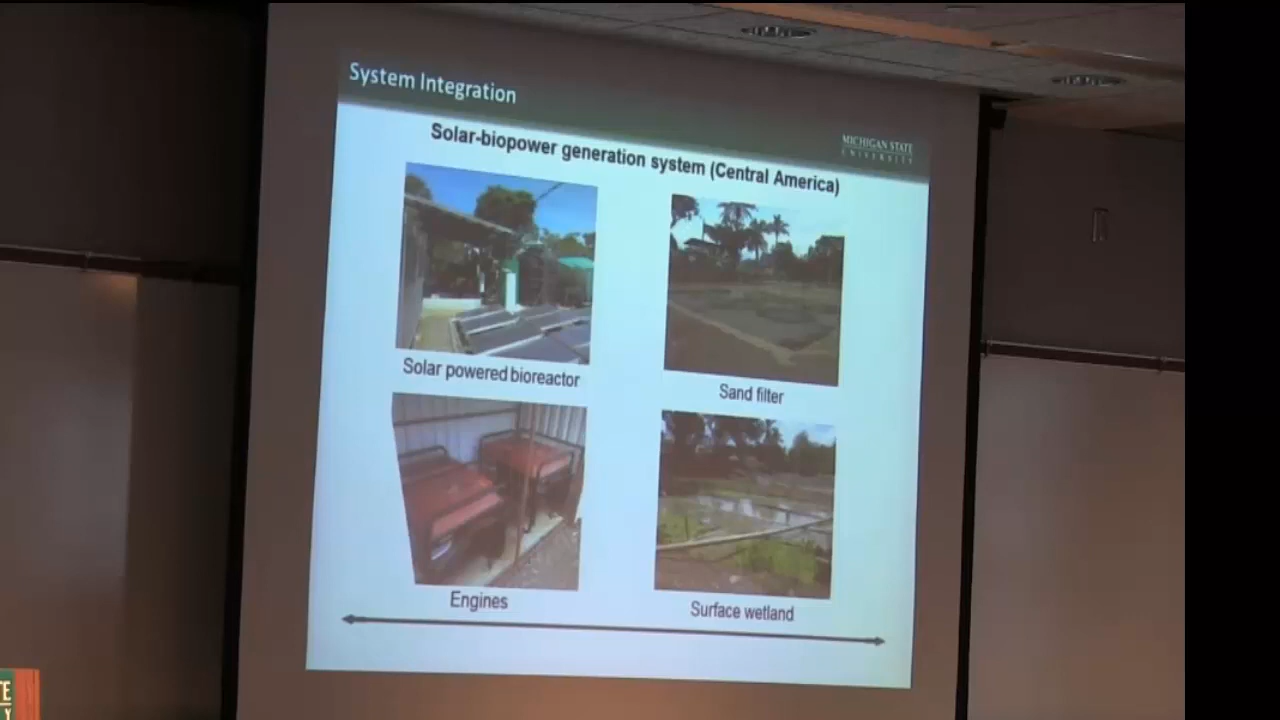 System Integration
MICHIGAN STATE
UNIVERSITY
Solar-biopower generation system (Central America)
Solar powered bioreactor
Sand filter
Engines
Surface wetland
TE
Y